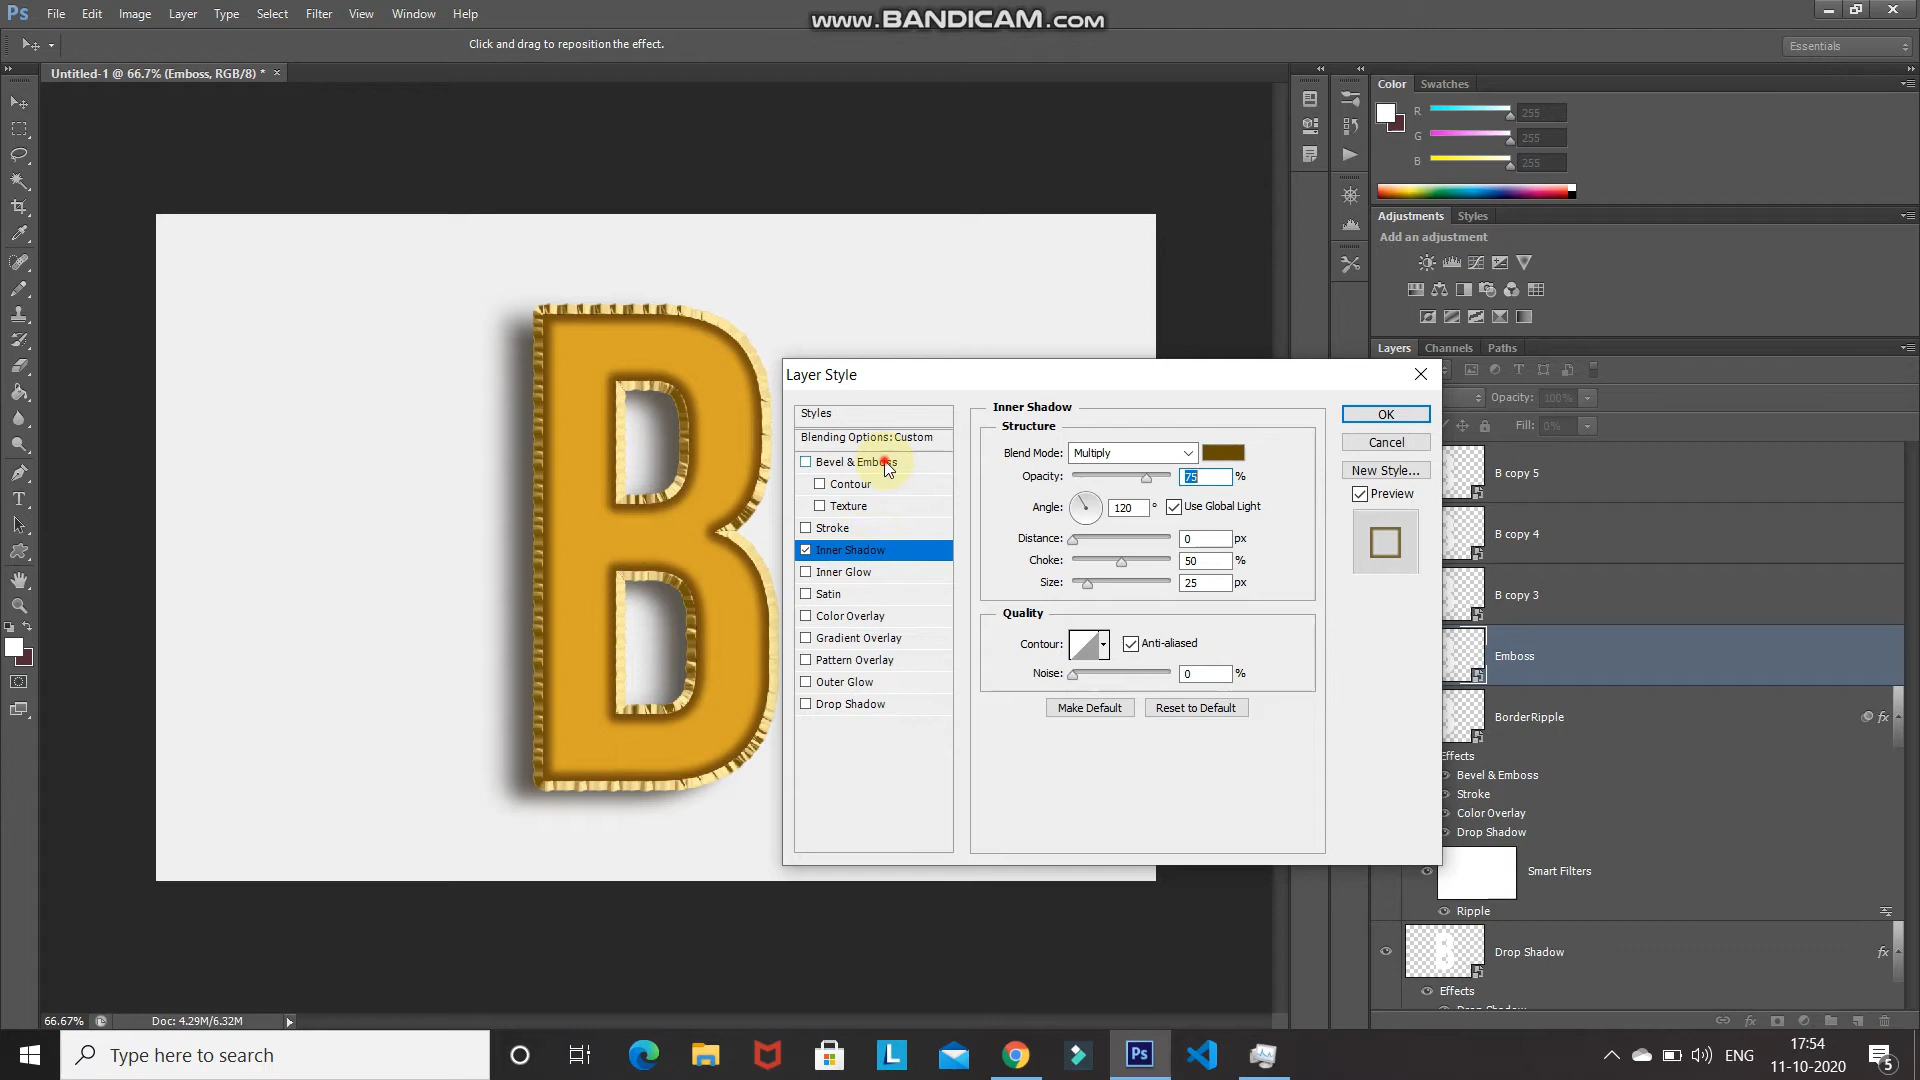 Ps File Edit Image Layer Type Select Filter View Window Help
www.BANDICAM.com
Click and drag to reposition the effect.
Essentials
Untitled-1 @ 66.7% (Emboss, RGB/8) *
Color Swatches
R 255
G 255
B 255
Adjustments Styles
Add an adjustment
Layers Channels Paths
Opacity: 100%
Fill: 0%
B
Layer Style
Styles
Blending Options: Custom
Bevel & Emboss
Contour
Texture
Stroke
Inner Shadow
Inner Glow
Satin
Color Overlay
Gradient Overlay
Pattern Overlay
Outer Glow
Drop Shadow
Inner Shadow
Structure
Blend Mode: Multiply
Opacity: 75 %
Angle: 120 ° Use Global Light
Distance: 0 px
Choke: 50 %
Size: 25 px
Quality
Contour: Anti-aliased
Noise: 0 %
Make Default Reset to Default
OK
Cancel
New Style...
Preview
B copy 5
B copy 4
B copy 3
Emboss
BorderRipple fx
Effects
Bevel & Emboss
Stroke
Color Overlay
Drop Shadow
Smart Filters
Ripple
B Drop Shadow fx
Effects
66.67% Doc: 4.29M/6.32M
fx
Type here to search
L Ps
ENG
17:54
11-10-2020
5